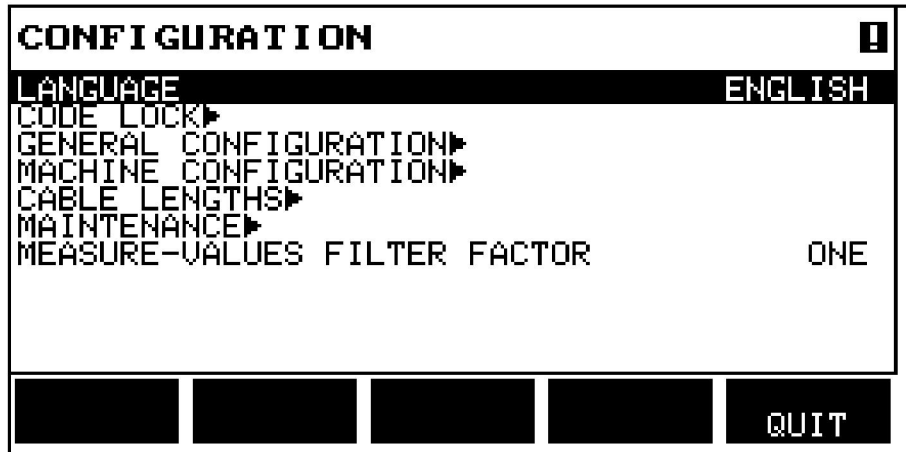 CONFIGURATION !
LANGUAGE ENGLISH
CODE LOCK▶
GENERAL CONFIGURATION▶
MACHINE CONFIGURATION▶
CABLE LENGTHS▶
MAINTENANCE▶
MEASURE-VALUES FILTER FACTOR ONE
QUIT